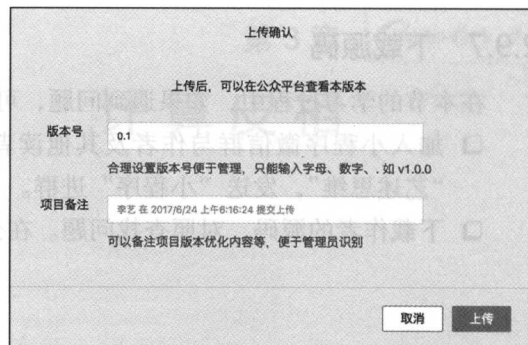 上传确认
上传后，可以在公众平台查看本版本
版本号
0.1
合理设置版本号便于管理，只能输入字母、数字、. 如 v1.0.0
项目备注
李艺 在 2017/6/24 上午6:16:24 提交上传
可以备注项目版本优化内容等，便于管理员识别
取消
上传